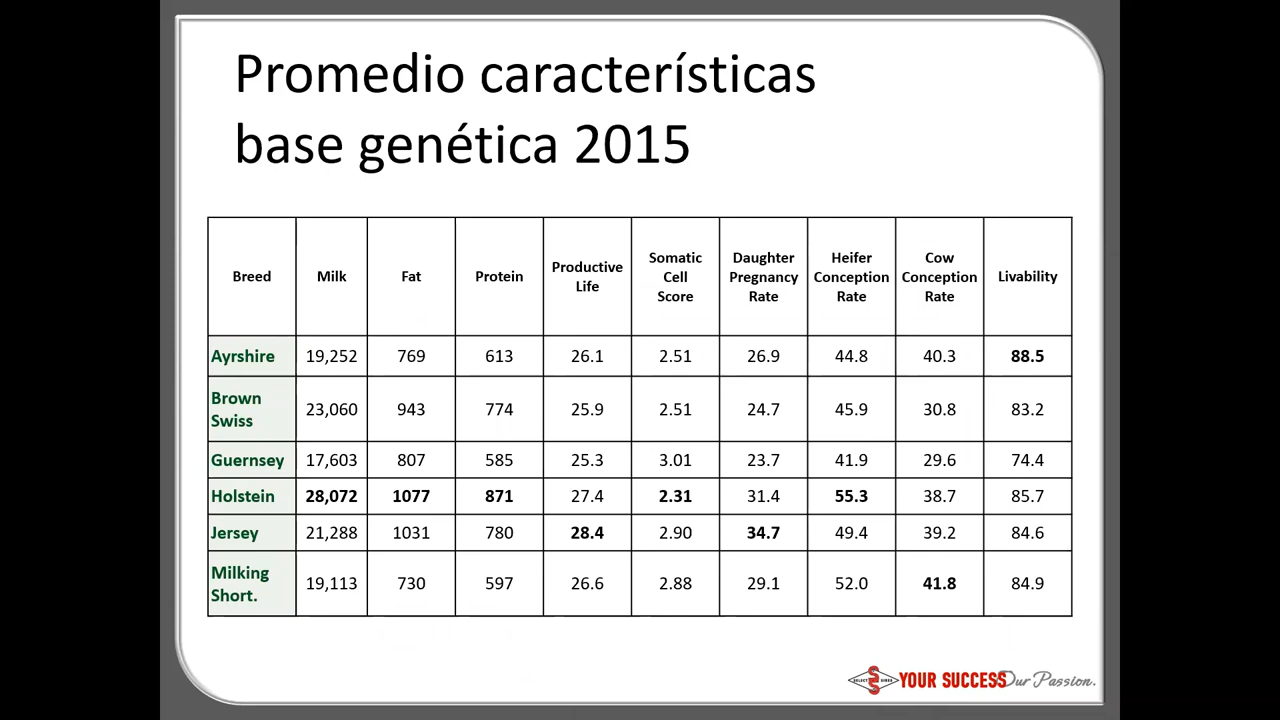 Promedio características
base genética 2015
Breed Milk Fat Protein Productive Life Somatic Cell Score Daughter Pregnancy Rate Heifer Conception Rate Cow Conception Rate Livability
Ayrshire 19,252 769 613 26.1 2.51 26.9 44.8 40.3 88.5
Brown Swiss 23,060 943 774 25.9 2.51 24.7 45.9 30.8 83.2
Guernsey 17,603 807 585 25.3 3.01 23.7 41.9 29.6 74.4
Holstein 28,072 1077 871 27.4 2.31 31.4 55.3 38.7 85.7
Jersey 21,288 1031 780 28.4 2.90 34.7 49.4 39.2 84.6
Milking Short. 19,113 730 597 26.6 2.88 29.1 52.0 41.8 84.9
SELECT SIRES YOUR SUCCESS Our Passion.